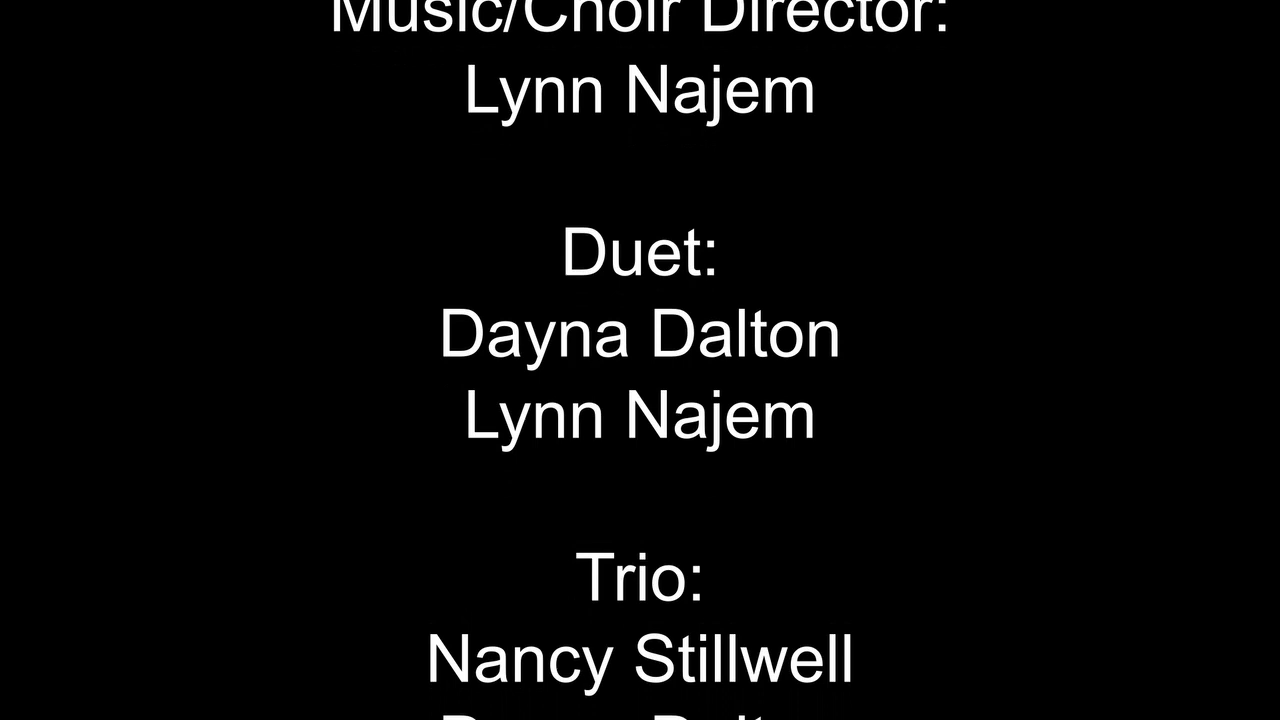 Music/Choir Director:
Lynn Najem
Duet:
Dayna Dalton
Lynn Najem
Trio:
Nancy Stillwell